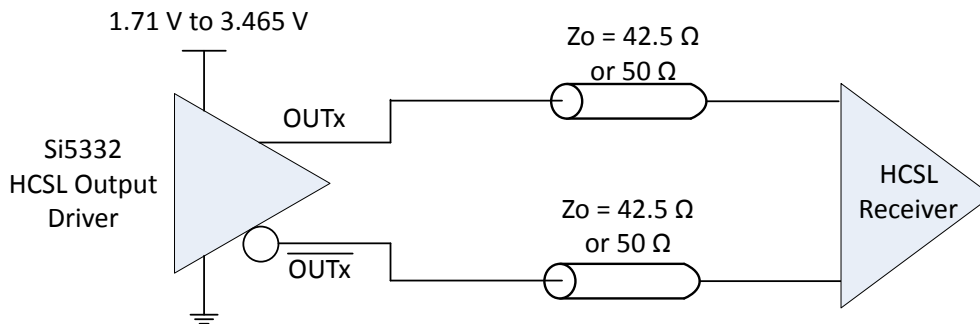 1.71 V to 3.465 V
Zo = 42.5 Ω
or 50 Ω
OUTx
Si5332
HCSL Output
Driver
HCSL
Receiver
Zo = 42.5 Ω
or 50 Ω
OUTx